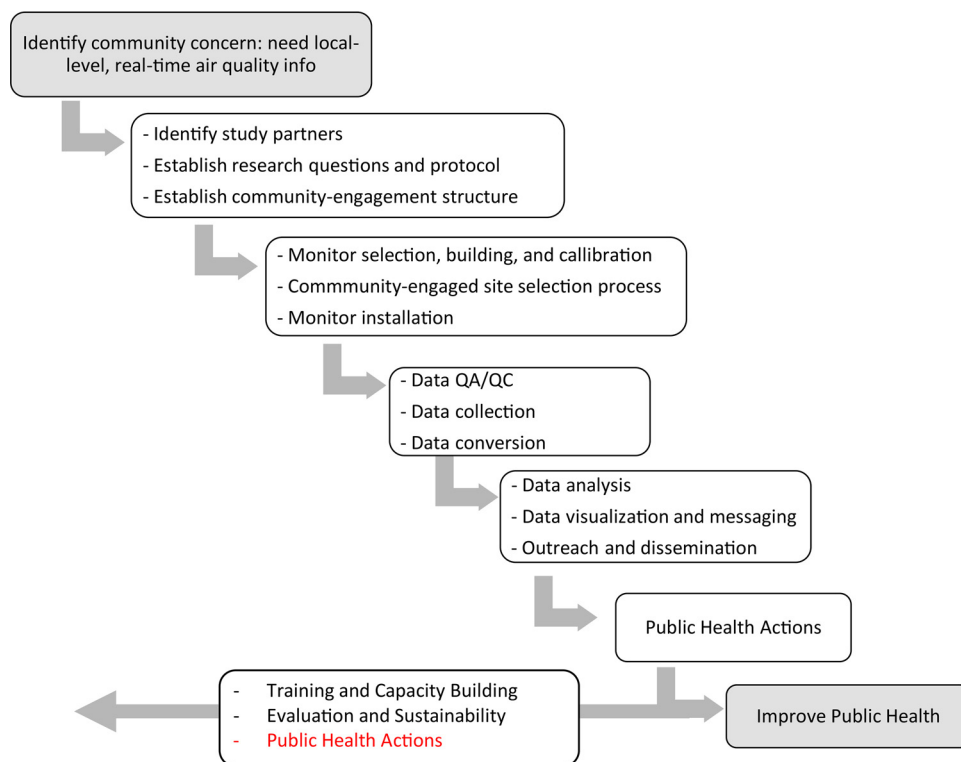 Identify community concern: need local-
level, real-time air quality info
- Identify study partners
- Establish research questions and protocol
- Establish community-engagement structure
- Monitor selection, building, and callibration
- Commmunity-engaged site selection process
- Monitor installation
- Data QA/QC
- Data collection
- Data conversion
- Data analysis
- Data visualization and messaging
- Outreach and dissemination
Public Health Actions
- Training and Capacity Building
- Evaluation and Sustainability
- Public Health Actions
Improve Public Health